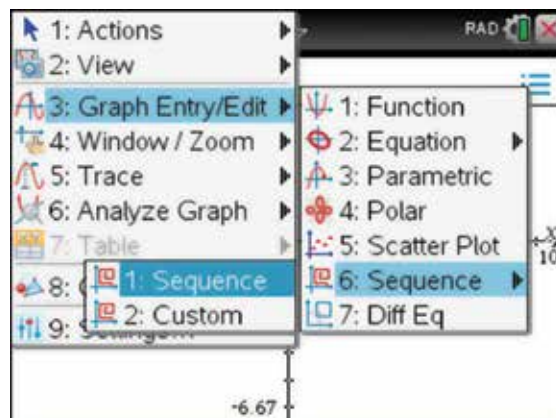 RAD
1: Actions
2: View
3: Graph Entry/Edit
4: Window / Zoom
5: Trace
6: Analyze Graph
7: Table
8:
9:
1: Function
2: Equation
3: Parametric
4: Polar
5: Scatter Plot
6: Sequence
7: Diff Eq
1: Sequence
2: Custom
x
10
-6.67